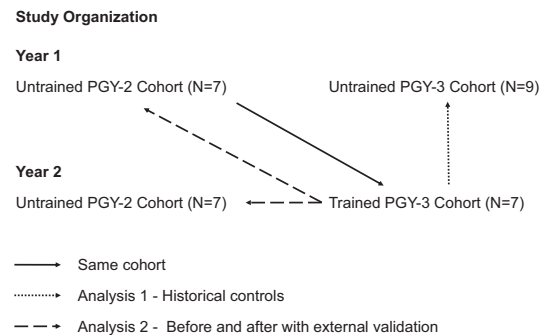 Study Organization
Year 1
Untrained PGY-2 Cohort (N=7) Untrained PGY-3 Cohort (N=9)
Year 2
Untrained PGY-2 Cohort (N=7) Trained PGY-3 Cohort (N=7)
Same cohort
Analysis 1 - Historical controls
Analysis 2 - Before and after with external validation